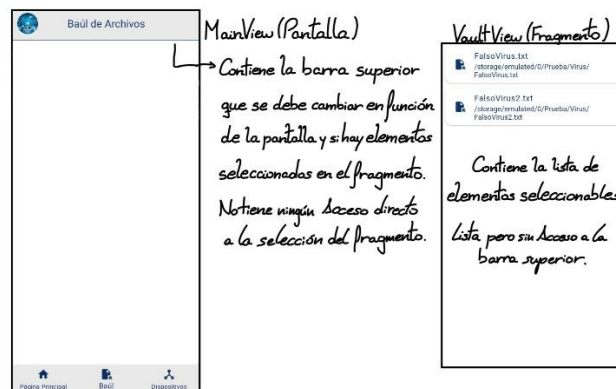 Baúl de Archivos
Página Principal
Baúl
Dispositivos
MainView (Pantalla)
Contiene la barra superior
que se debe cambiar en función
de la pantalla y si hay elementos
seleccionados en el fragmento.
No tiene ningún Acceso directo
a la selección del fragmento.
VaultView (Fragmento)
FalsoVirus.txt
/storage/emulated/0/Prueba/Virus/
FalsoVirus.txt
FalsoVirus2.txt
/storage/emulated/0/Prueba/Virus/
FalsoVirus2.txt
Contiene la lista de
elementos seleccionables
Lista pero sin Acceso a la
barra superior.